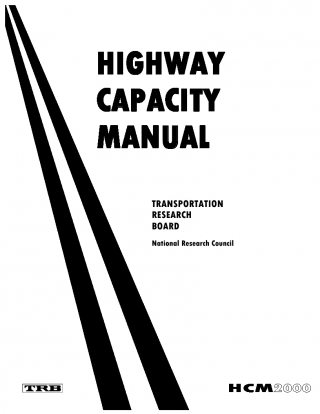 HIGHWAY
CAPACITY
MANUAL
TRANSPORTATION
RESEARCH
BOARD
National Research Council
TRB
HCM2000